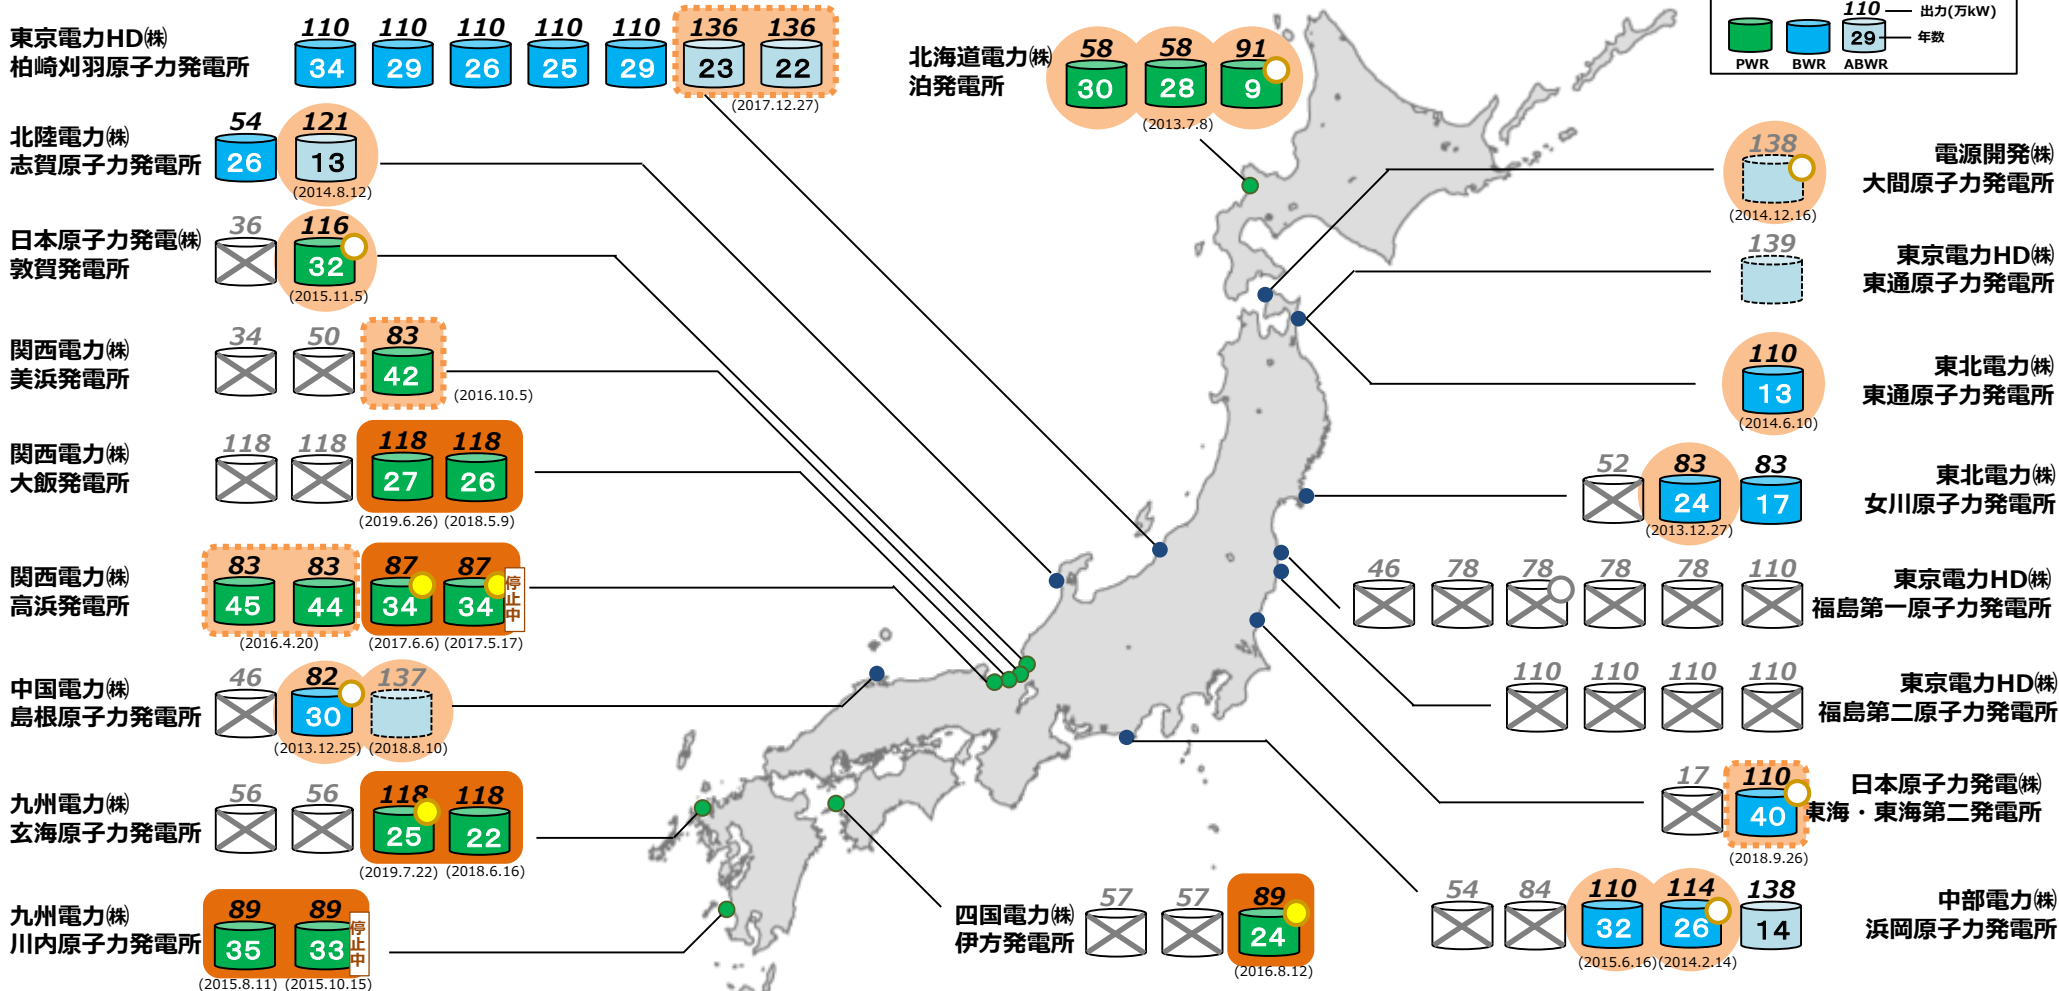 東京電力HD㈱
柏崎刈羽原子力発電所
110 110 110 110 110 136 136
34 29 26 25 29 23 22
(2017.12.27)
北陸電力㈱
志賀原子力発電所
54 121
26 13
(2014.8.12)
日本原子力発電㈱
敦賀発電所
36 116
32
(2015.11.5)
関西電力㈱
美浜発電所
34 50 83
42
(2016.10.5)
関西電力㈱
大飯発電所
118 118 118 118
27 26
(2019.6.26) (2018.5.9)
関西電力㈱
高浜発電所
83 83 87 87
45 44 34 34
停止中
(2016.4.20) (2017.6.6) (2017.5.17)
中国電力㈱
島根原子力発電所
46 82 137
30
(2013.12.25) (2018.8.10)
九州電力㈱
玄海原子力発電所
56 56 118 118
25 22
(2019.7.22) (2018.6.16)
九州電力㈱
川内原子力発電所
89 89
35 33
停止中
(2015.8.11) (2015.10.15)
北海道電力㈱
泊発電所
58 58 91
30 28 9
(2013.7.8)
四国電力㈱
伊方発電所
57 57 89
24
(2016.8.12)
110 出力(万kW)
29 年数
PWR BWR ABWR
電源開発㈱
大間原子力発電所
138
(2014.12.16)
東京電力HD㈱
東通原子力発電所
139
東北電力㈱
東通原子力発電所
110
13
(2014.6.10)
東北電力㈱
女川原子力発電所
52 83 83
24 17
(2013.12.27)
東京電力HD㈱
福島第一原子力発電所
46 78 78 78 78 110
東京電力HD㈱
福島第二原子力発電所
110 110 110 110
日本原子力発電㈱
東海・東海第二発電所
17 110
40
(2018.9.26)
中部電力㈱
浜岡原子力発電所
54 84 110 114 138
32 26 14
(2015.6.16) (2014.2.14)